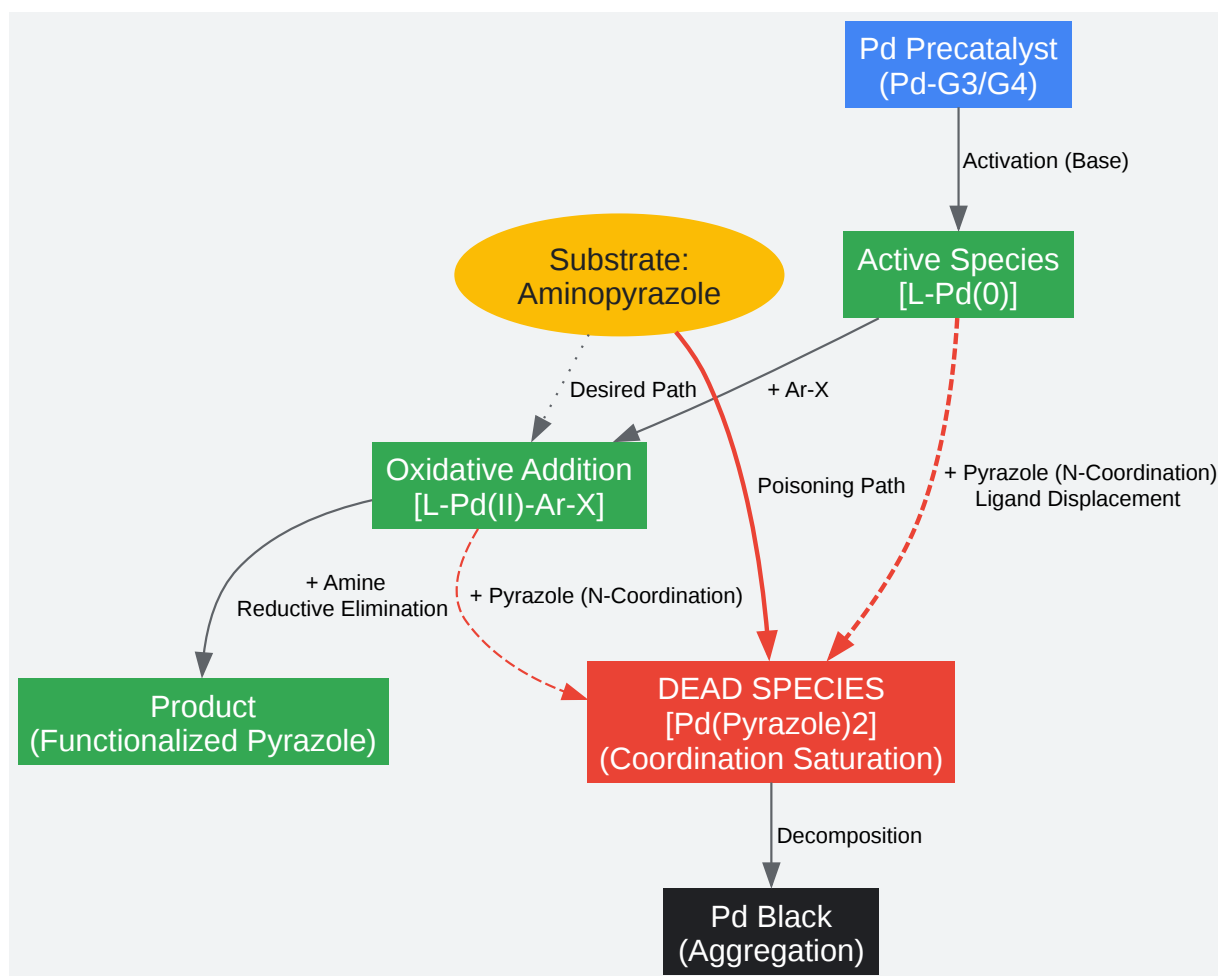 Pd Precatalyst
(Pd-G3/G4)
Activation (Base)
Substrate:
Aminopyrazole
Active Species
[L-Pd(0)]
Desired Path
+ Ar-X
Oxidative Addition
[L-Pd(II)-Ar-X]
Poisoning Path
+ Pyrazole (N-Coordination)
Ligand Displacement
+ Amine
Reductive Elimination
+ Pyrazole (N-Coordination)
Product
(Functionalized Pyrazole)
DEAD SPECIES
[Pd(Pyrazole)2]
(Coordination Saturation)
Decomposition
Pd Black
(Aggregation)